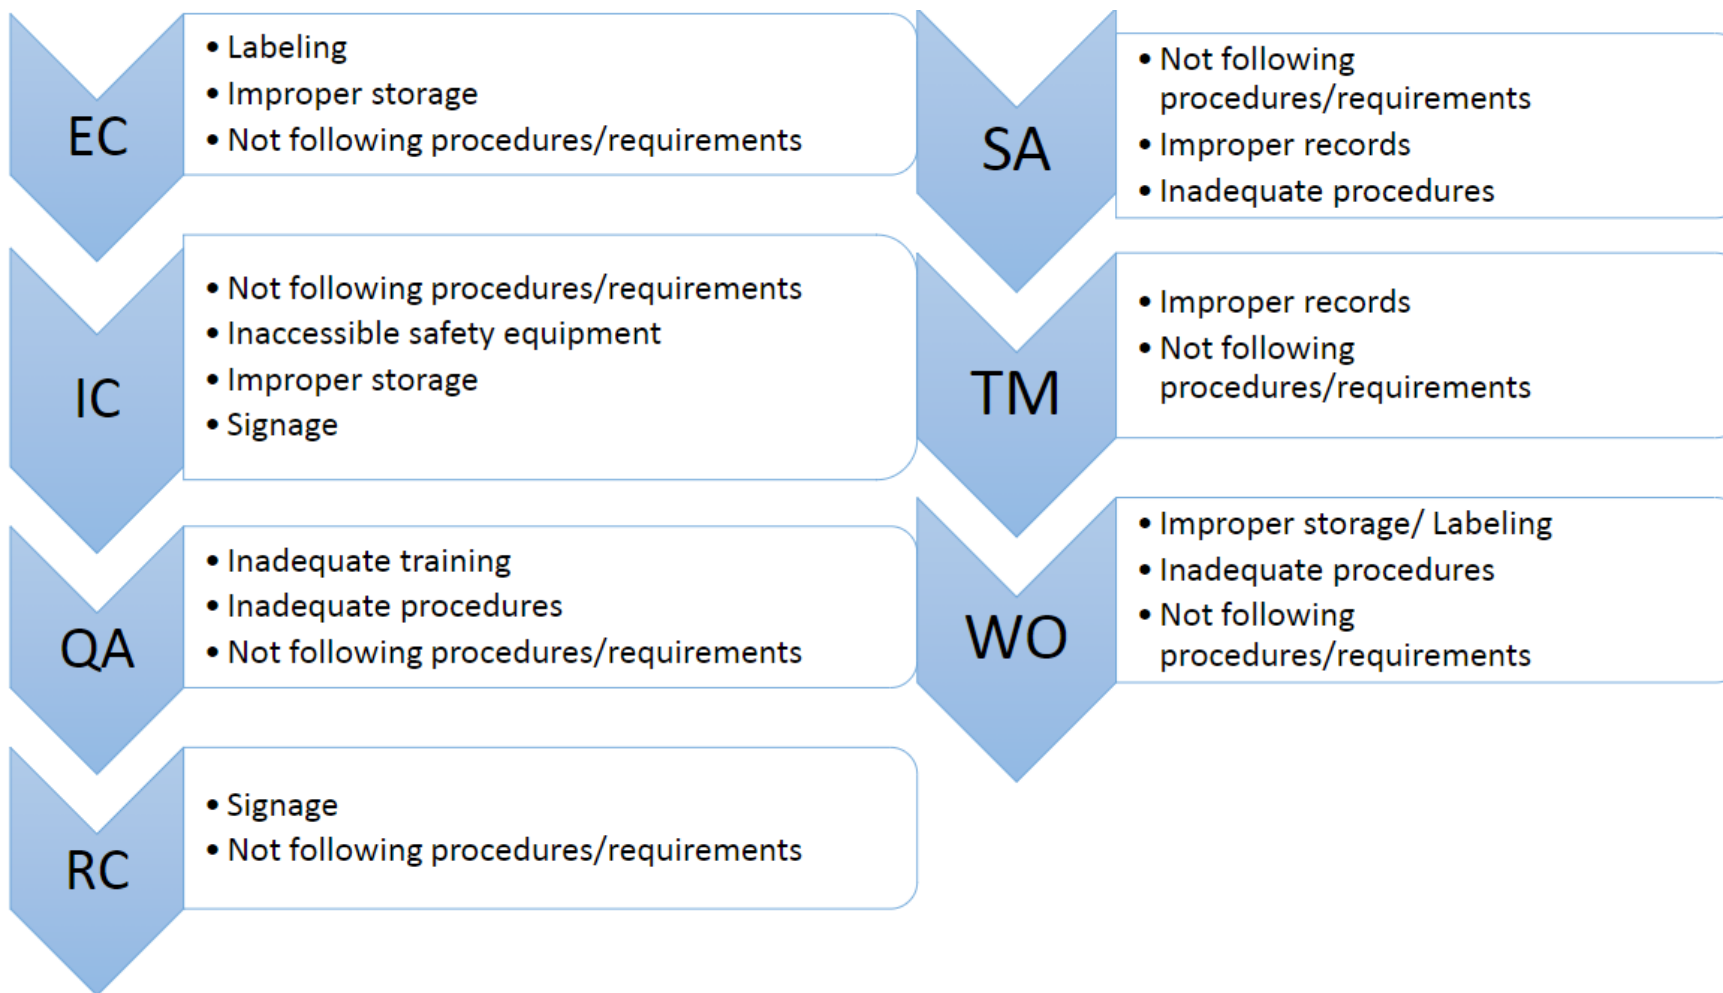 EC
• Labeling
• Improper storage
• Not following procedures/requirements
IC
• Not following procedures/requirements
• Inaccessible safety equipment
• Improper storage
• Signage
QA
• Inadequate training
• Inadequate procedures
• Not following procedures/requirements
RC
• Signage
• Not following procedures/requirements
SA
• Not following
procedures/requirements
• Improper records
• Inadequate procedures
TM
• Improper records
• Not following
procedures/requirements
WO
• Improper storage/ Labeling
• Inadequate procedures
• Not following
procedures/requirements